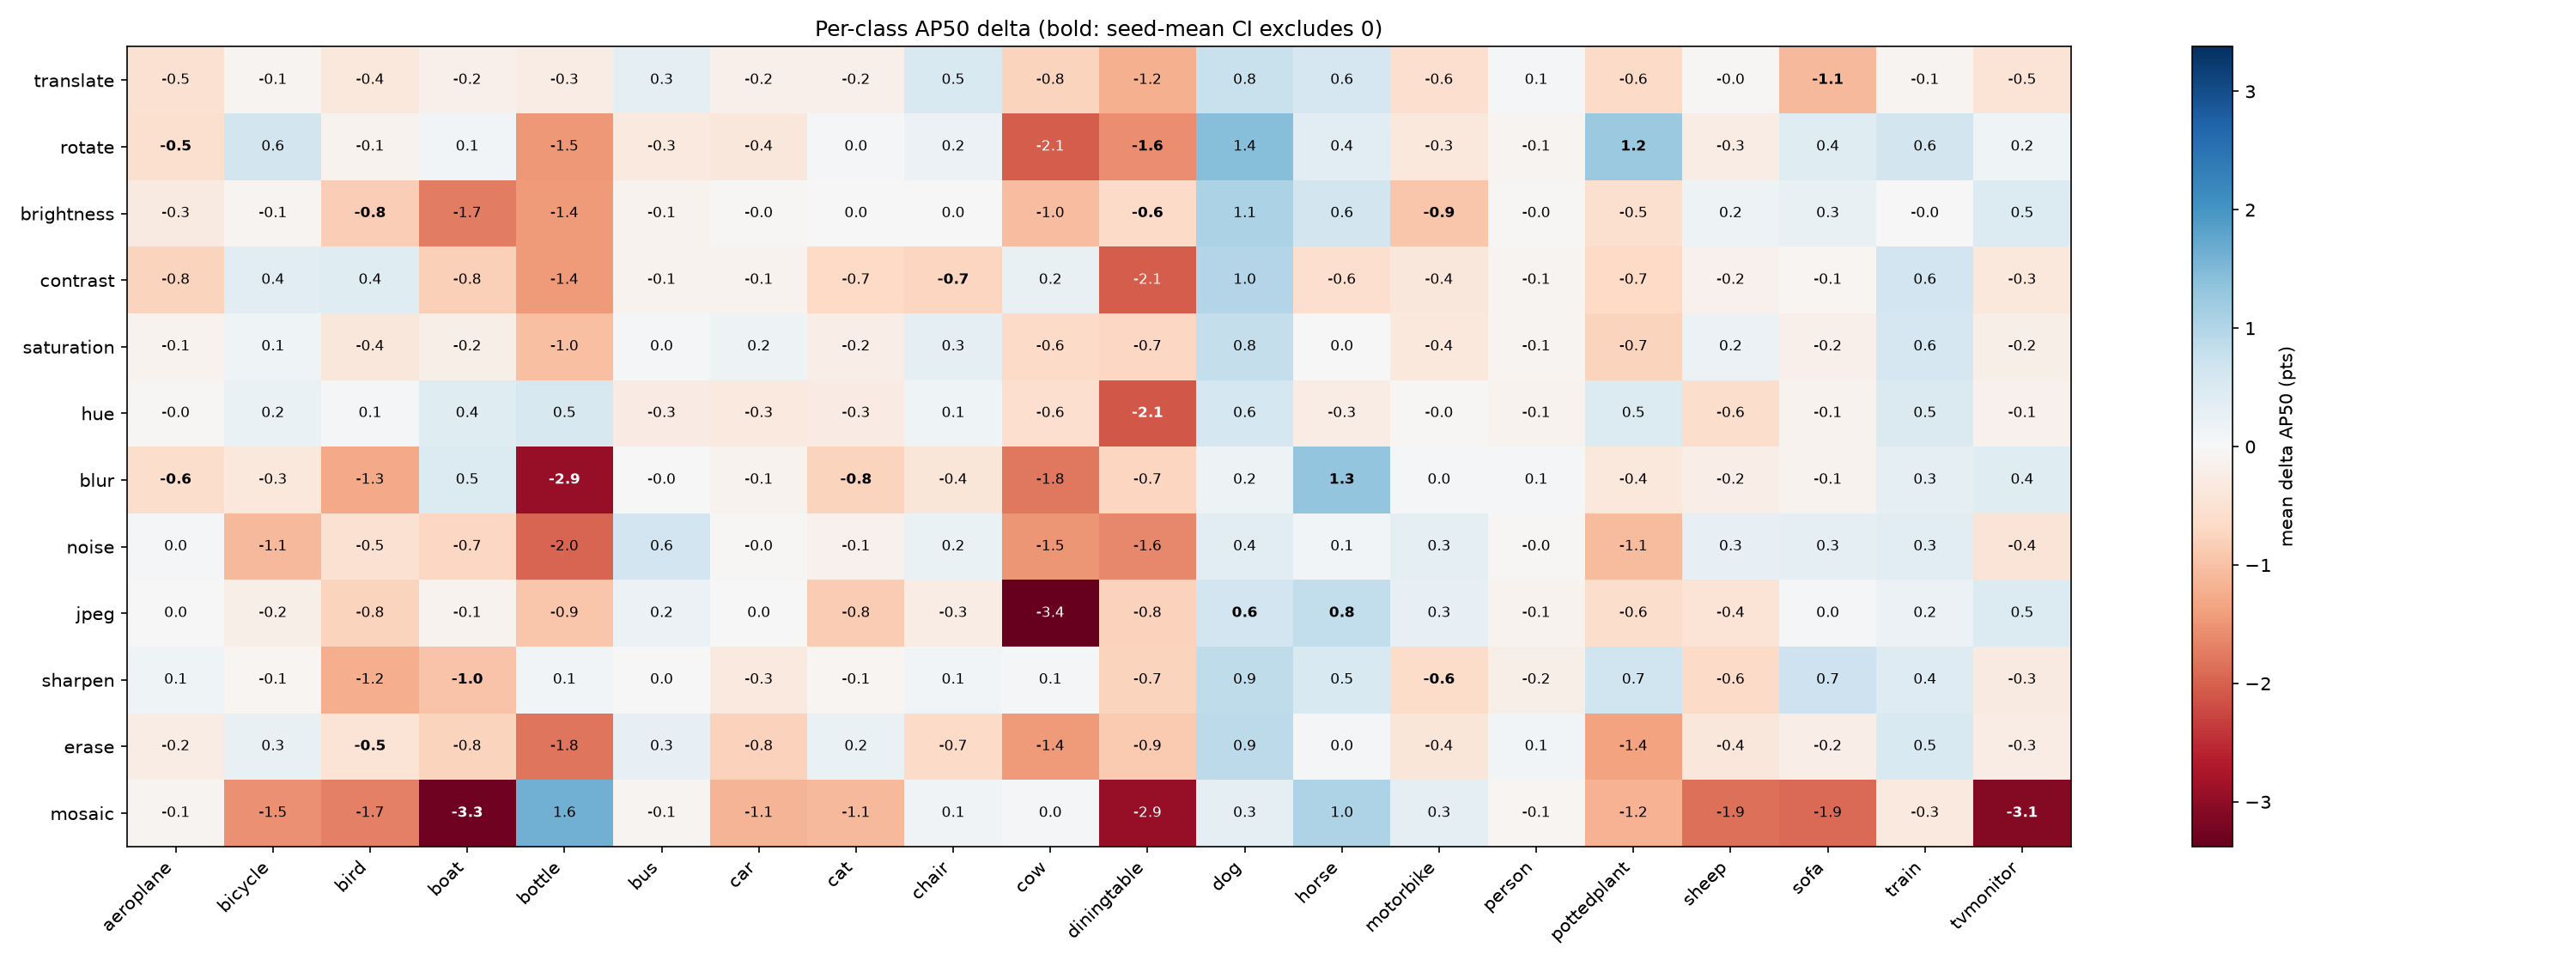 Per-class AP50 delta (bold: seed-mean CI excludes 0)
translate -0.5 -0.1 -0.4 -0.2 -0.3 0.3 -0.2 -0.2 0.5 -0.8 -1.2 0.8 0.6 -0.6 0.1 -0.6 -0.0 -1.1 -0.1 -0.5
rotate -0.5 0.6 -0.1 0.1 -1.5 -0.3 -0.4 0.0 0.2 -2.1 -1.6 1.4 0.4 -0.3 -0.1 1.2 -0.3 0.4 0.6 0.2
brightness -0.3 -0.1 -0.8 -1.7 -1.4 -0.1 -0.0 0.0 0.0 -1.0 -0.6 1.1 0.6 -0.9 -0.0 -0.5 0.2 0.3 -0.0 0.5
contrast -0.8 0.4 0.4 -0.8 -1.4 -0.1 -0.1 -0.7 -0.7 0.2 -2.1 1.0 -0.6 -0.4 -0.1 -0.7 -0.2 -0.1 0.6 -0.3
saturation -0.1 0.1 -0.4 -0.2 -1.0 0.0 0.2 -0.2 0.3 -0.6 -0.7 0.8 0.0 -0.4 -0.1 -0.7 0.2 -0.2 0.6 -0.2
hue -0.0 0.2 0.1 0.4 0.5 -0.3 -0.3 -0.3 0.1 -0.6 -2.1 0.6 -0.3 -0.0 -0.1 0.5 -0.6 -0.1 0.5 -0.1
blur -0.6 -0.3 -1.3 0.5 -2.9 -0.0 -0.1 -0.8 -0.4 -1.8 -0.7 0.2 1.3 0.0 0.1 -0.4 -0.2 -0.1 0.3 0.4
noise 0.0 -1.1 -0.5 -0.7 -2.0 0.6 -0.0 -0.1 0.2 -1.5 -1.6 0.4 0.1 0.3 -0.0 -1.1 0.3 0.3 0.3 -0.4
jpeg 0.0 -0.2 -0.8 -0.1 -0.9 0.2 0.0 -0.8 -0.3 -3.4 -0.8 0.6 0.8 0.3 -0.1 -0.6 -0.4 0.0 0.2 0.5
sharpen 0.1 -0.1 -1.2 -1.0 0.1 0.0 -0.3 -0.1 0.1 0.1 -0.7 0.9 0.5 -0.6 -0.2 0.7 -0.6 0.7 0.4 -0.3
erase -0.2 0.3 -0.5 -0.8 -1.8 0.3 -0.8 0.2 -0.7 -1.4 -0.9 0.9 0.0 -0.4 0.1 -1.4 -0.4 -0.2 0.5 -0.3
mosaic -0.1 -1.5 -1.7 -3.3 1.6 -0.1 -1.1 -1.1 0.1 0.0 -2.9 0.3 1.0 0.3 -0.1 -1.2 -1.9 -1.9 -0.3 -3.1
aeroplane bicycle bird boat bottle bus car cat chair cow diningtable dog horse motorbike person pottedplant sheep sofa train tvmonitor
3
2
1
0
−1
−2
−3
mean delta AP50 (pts)